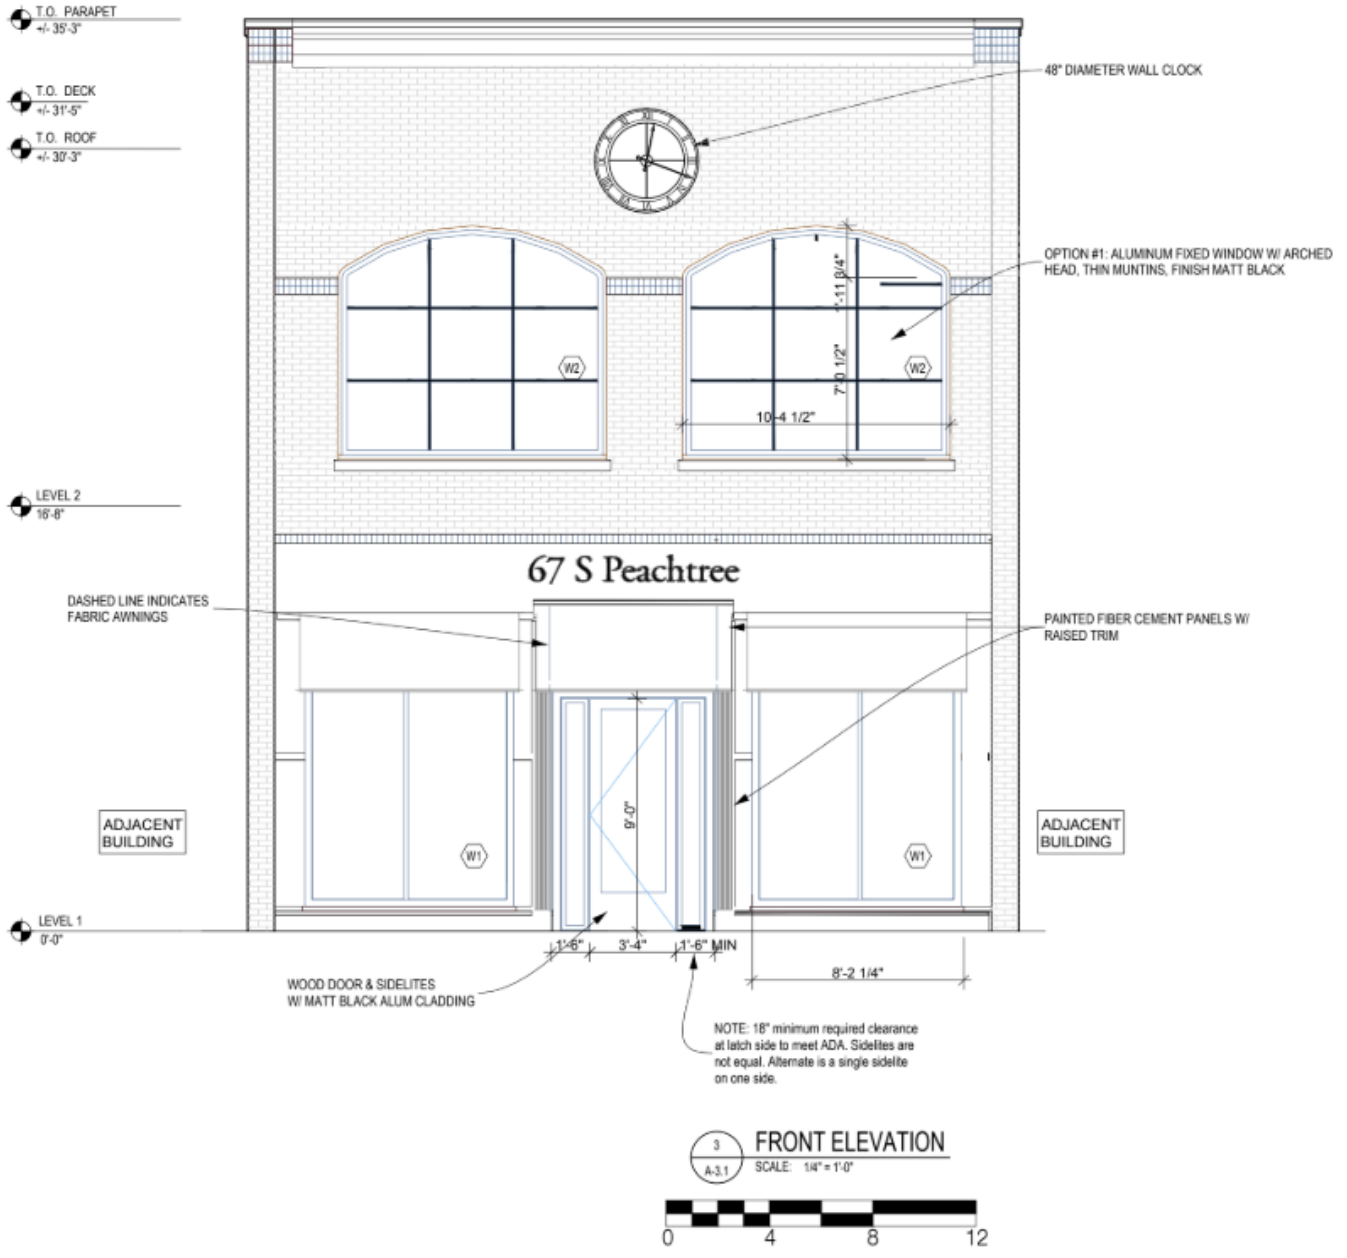 T.O. PARAPET
+/- 35'-3"
T.O. DECK
+/- 31'-5"
T.O. ROOF
+/- 30'-3"
48" DIAMETER WALL CLOCK
OPTION #1: ALUMINUM FIXED WINDOW W/ ARCHED
HEAD, THIN MUNTINS, FINISH MATT BLACK
W2
W2
7'-0 1/2"
10'-4 1/2"
LEVEL 2
16'-8"
67 S Peachtree
DASHED LINE INDICATES
FABRIC AWNINGS
PAINTED FIBER CEMENT PANELS W/
RAISED TRIM
9'-0"
ADJACENT
BUILDING
ADJACENT
BUILDING
W1
W1
LEVEL 1
0'-0"
1'-6"
3'-4"
1'-6" MIN
8'-2 1/4"
WOOD DOOR & SIDELITES
W/ MATT BLACK ALUM CLADDING
NOTE: 18" minimum required clearance
at latch side to meet ADA. Sidelites are
not equal. Alternate is a single sidelite
on one side.
3
A-3.1
FRONT ELEVATION
SCALE: 1/4" = 1'-0"
0 4 8 12